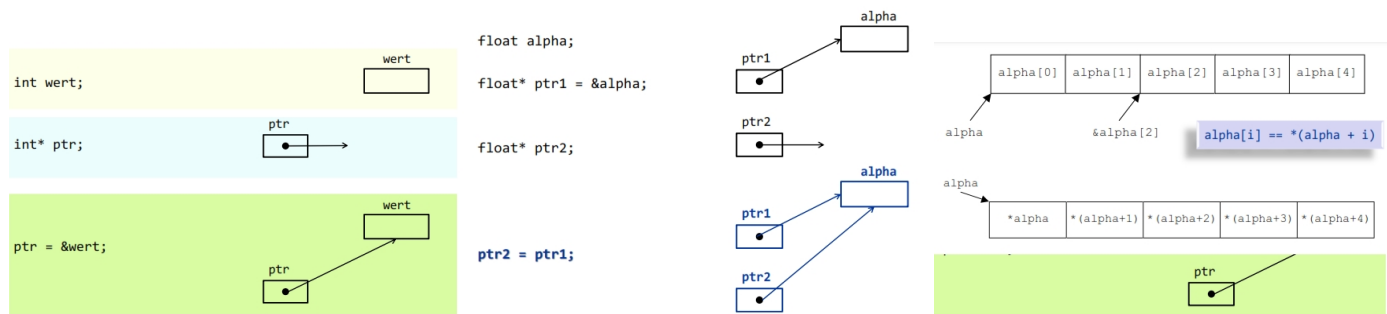 wert
int wert;
ptr
int* ptr;
wert
ptr = &wert;
ptr
alpha
float alpha;
ptr1
float* ptr1 = &alpha;
ptr2
float* ptr2;
alpha
ptr1
ptr2 = ptr1;
ptr2
alpha[0] alpha[1] alpha[2] alpha[3] alpha[4]
alpha &alpha[2]
alpha[i] == *(alpha + i)
alpha
*alpha *(alpha+1) *(alpha+2) *(alpha+3) *(alpha+4)
ptr